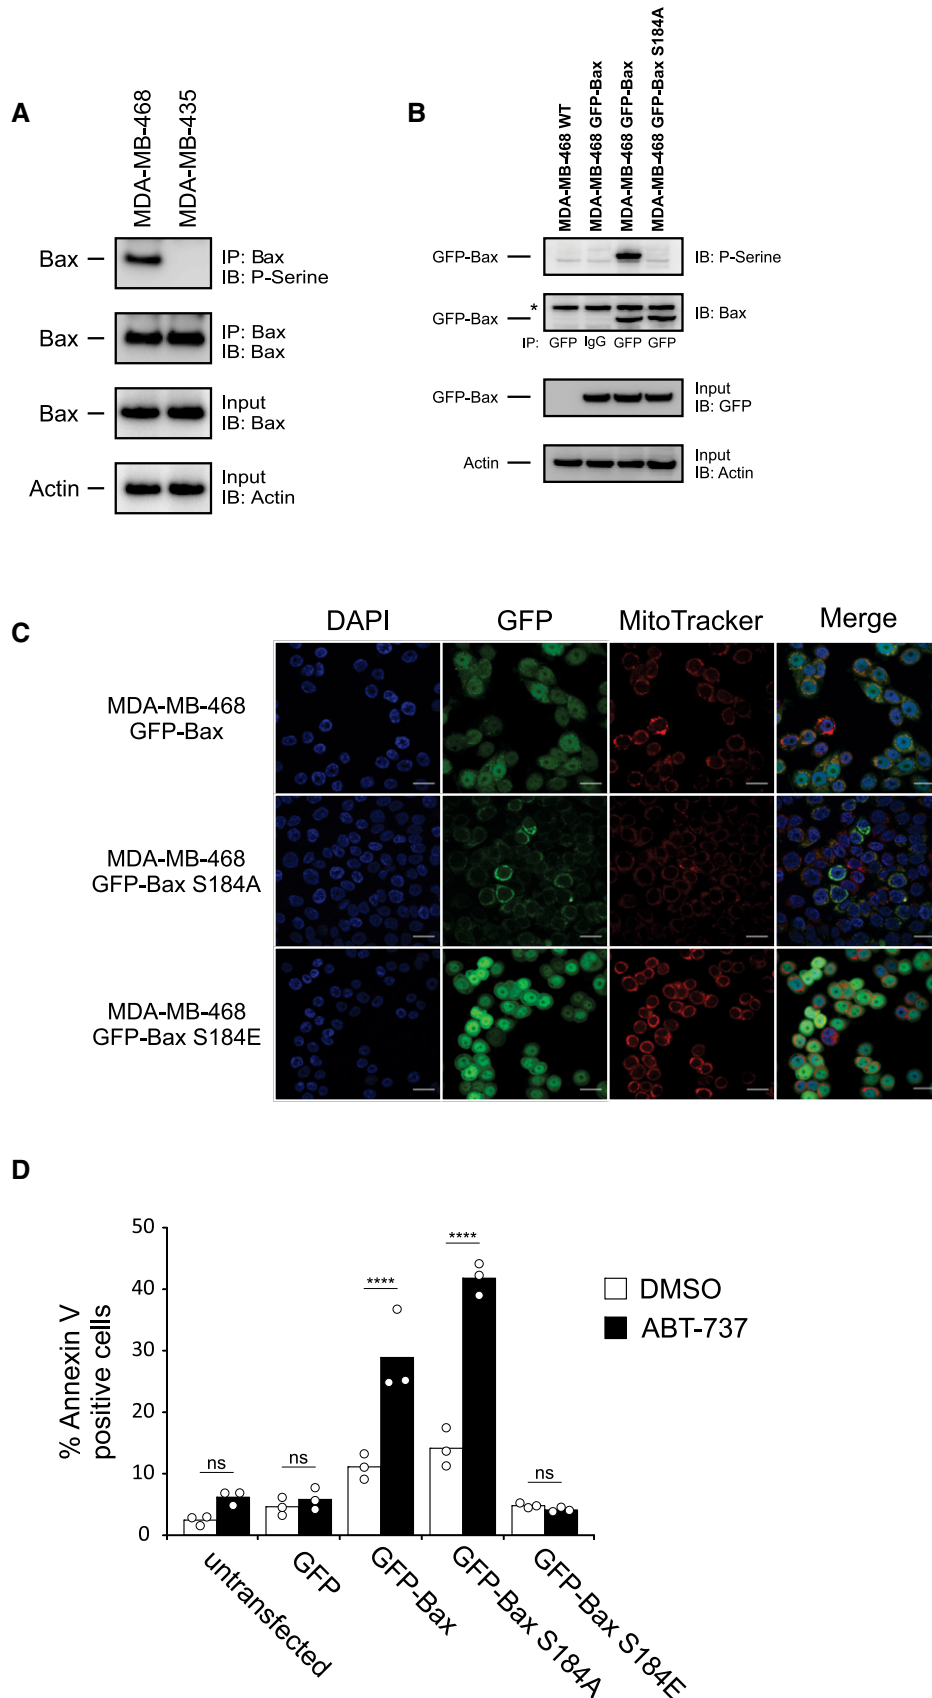 A
MDA-MB-468
MDA-MB-435
Bax
IP: Bax
IB: P-Serine
Bax
IP: Bax
IB: Bax
Bax
Input
IB: Bax
Actin
Input
IB: Actin
B
MDA-MB-468 WT
MDA-MB-468 GFP-Bax
MDA-MB-468 GFP-Bax
MDA-MB-468 GFP-Bax S184A
GFP-Bax
IB: P-Serine
*
GFP-Bax
IB: Bax
IP: GFP IgG GFP GFP
GFP-Bax
Input
IB: GFP
Actin
Input
IB: Actin
C
DAPI GFP MitoTracker Merge
MDA-MB-468
GFP-Bax
MDA-MB-468
GFP-Bax S184A
MDA-MB-468
GFP-Bax S184E
D
% Annexin V
positive cells
50
40
30
20
10
0
ns
ns
****
****
ns
DMSO
ABT-737
untransfected
GFP
GFP-Bax
GFP-Bax S184A
GFP-Bax S184E